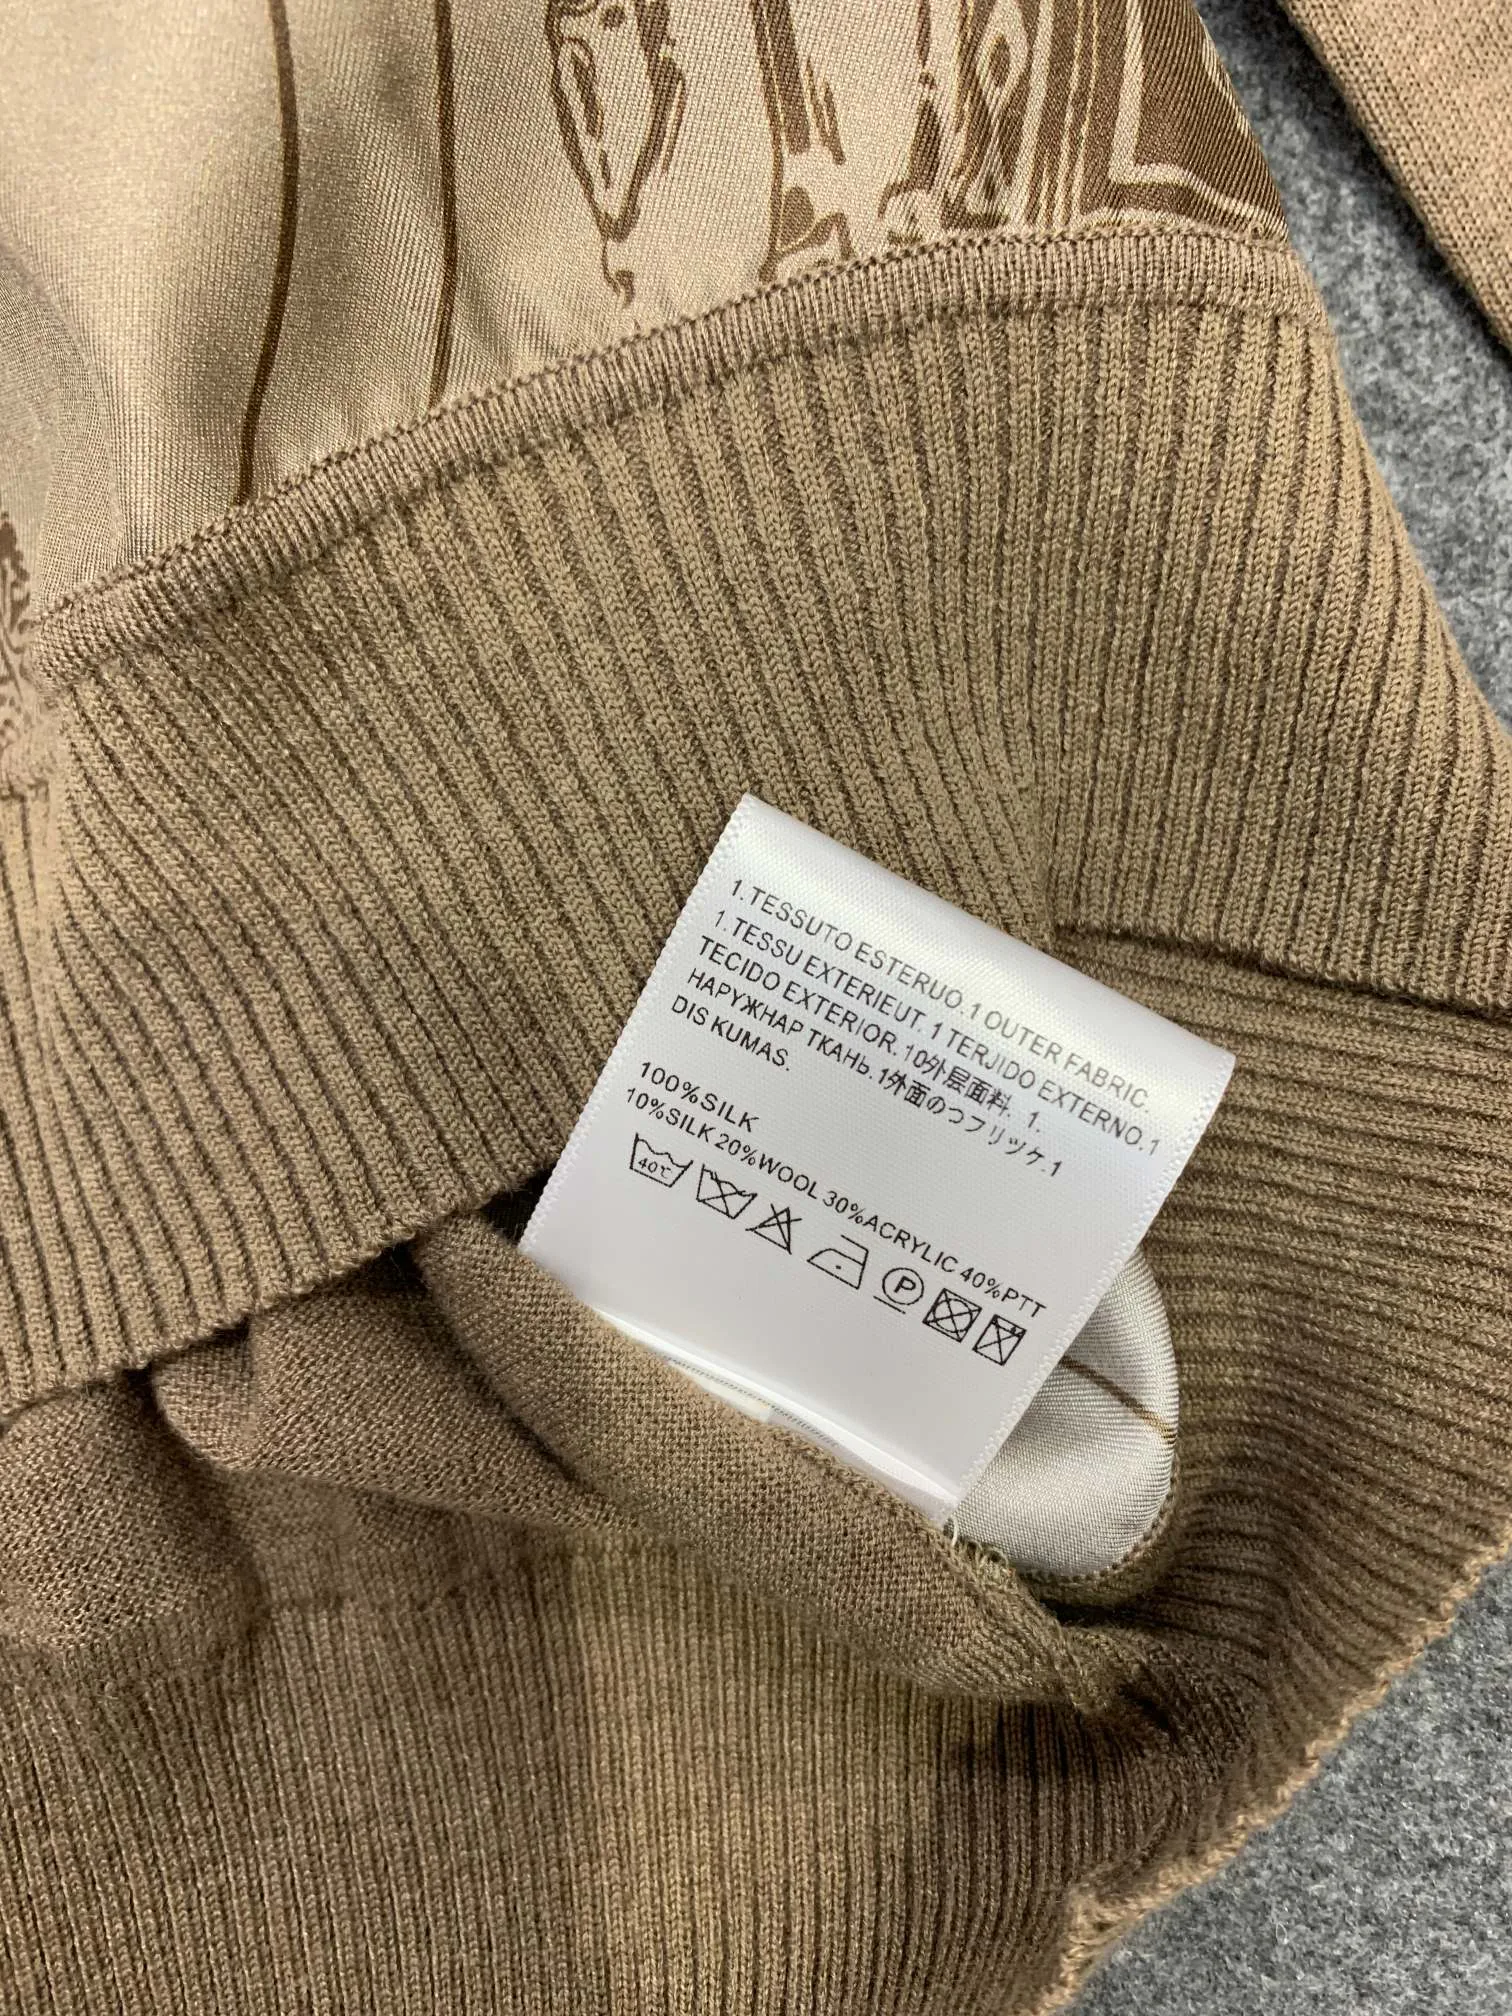 1.TESSUTO ESTERUO.1 OUTER FABRIC.
1.TESSU EXTERIEUT.1 TERJIDO EXTERNO.1
TECIDO EXTERIOR.10外层面料. 1.
НАРУЖНАР ТКАНЬ.1外面のつフリッケ.1
DIS KUMAS.
100%SILK
10%SILK 20%WOOL 30%ACRYLIC 40%PTT
40℃
P